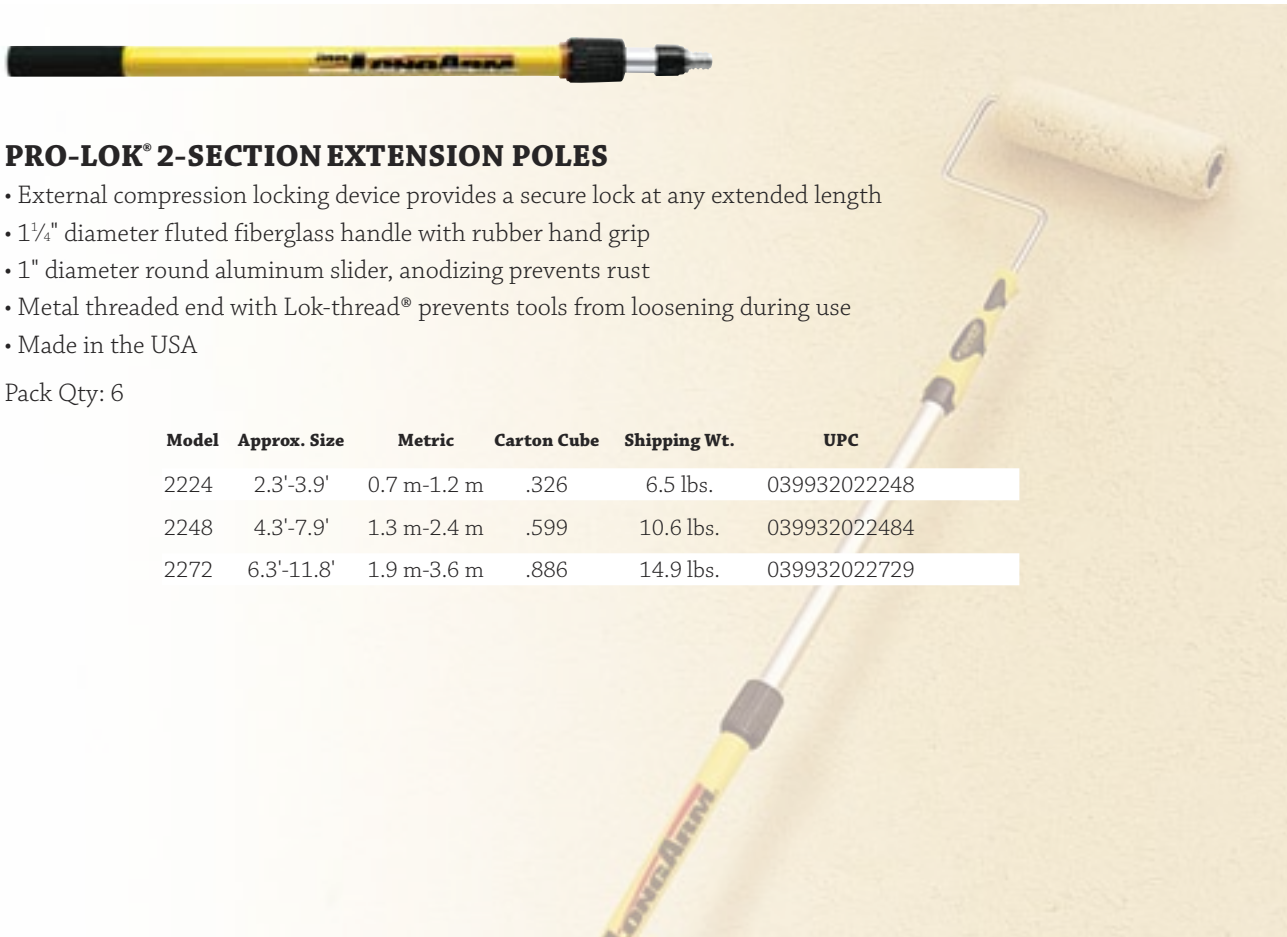 LongArm
PRO-LOK® 2-SECTION EXTENSION POLES
• External compression locking device provides a secure lock at any extended length
• 1¼" diameter fluted fiberglass handle with rubber hand grip
• 1" diameter round aluminum slider, anodizing prevents rust
• Metal threaded end with Lok-thread® prevents tools from loosening during use
• Made in the USA
Pack Qty: 6
Model Approx. Size Metric Carton Cube Shipping Wt. UPC
2224 2.3'-3.9' 0.7 m-1.2 m .326 6.5 lbs. 039932022248
2248 4.3'-7.9' 1.3 m-2.4 m .599 10.6 lbs. 039932022484
2272 6.3'-11.8' 1.9 m-3.6 m .886 14.9 lbs. 039932022729
LongArm